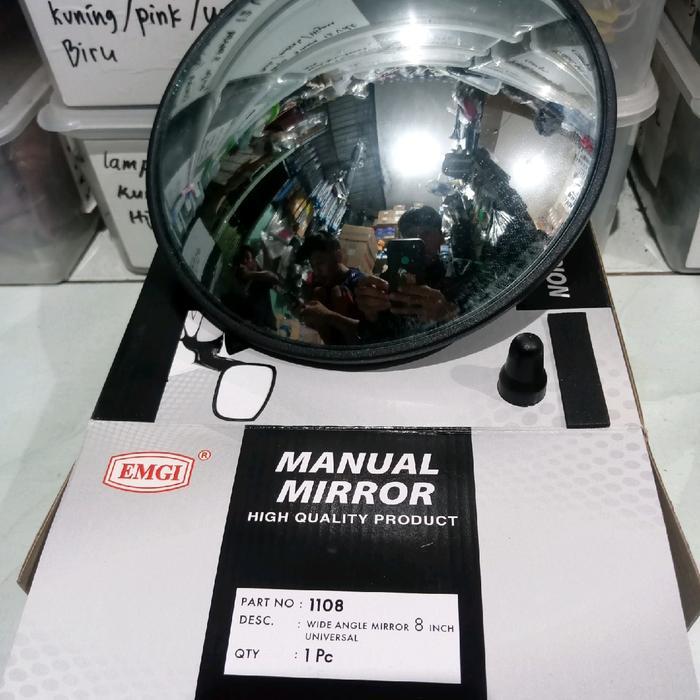 kuning/pink/
Biru
EMGI ®
MANUAL
MIRROR
HIGH QUALITY PRODUCT
PART NO : 1108
DESC. : WIDE ANGLE MIRROR 8 INCH
UNIVERSAL
QTY : 1 Pc